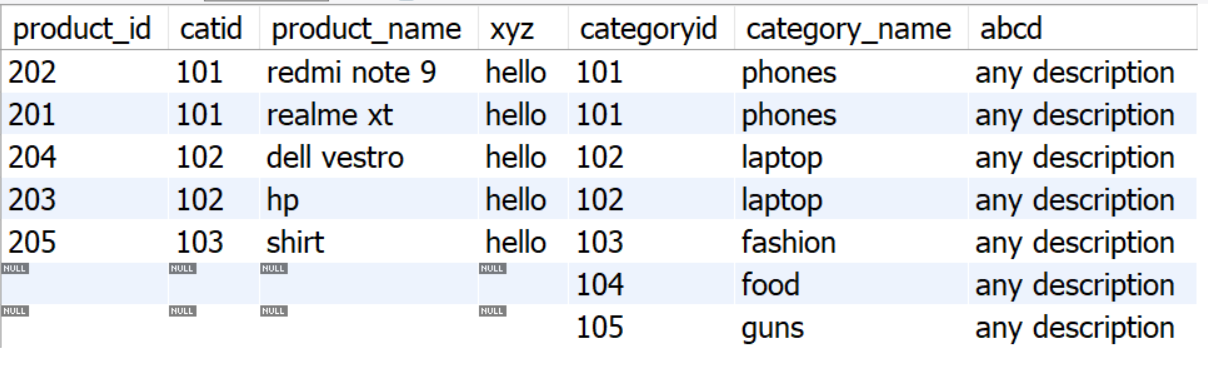 product_id catid product_name xyz categoryid category_name abcd
202 101 redmi note 9 hello 101 phones any description
201 101 realme xt hello 101 phones any description
204 102 dell vestro hello 102 laptop any description
203 102 hp hello 102 laptop any description
205 103 shirt hello 103 fashion any description
NULL NULL NULL NULL 104 food any description
NULL NULL NULL NULL 105 guns any description